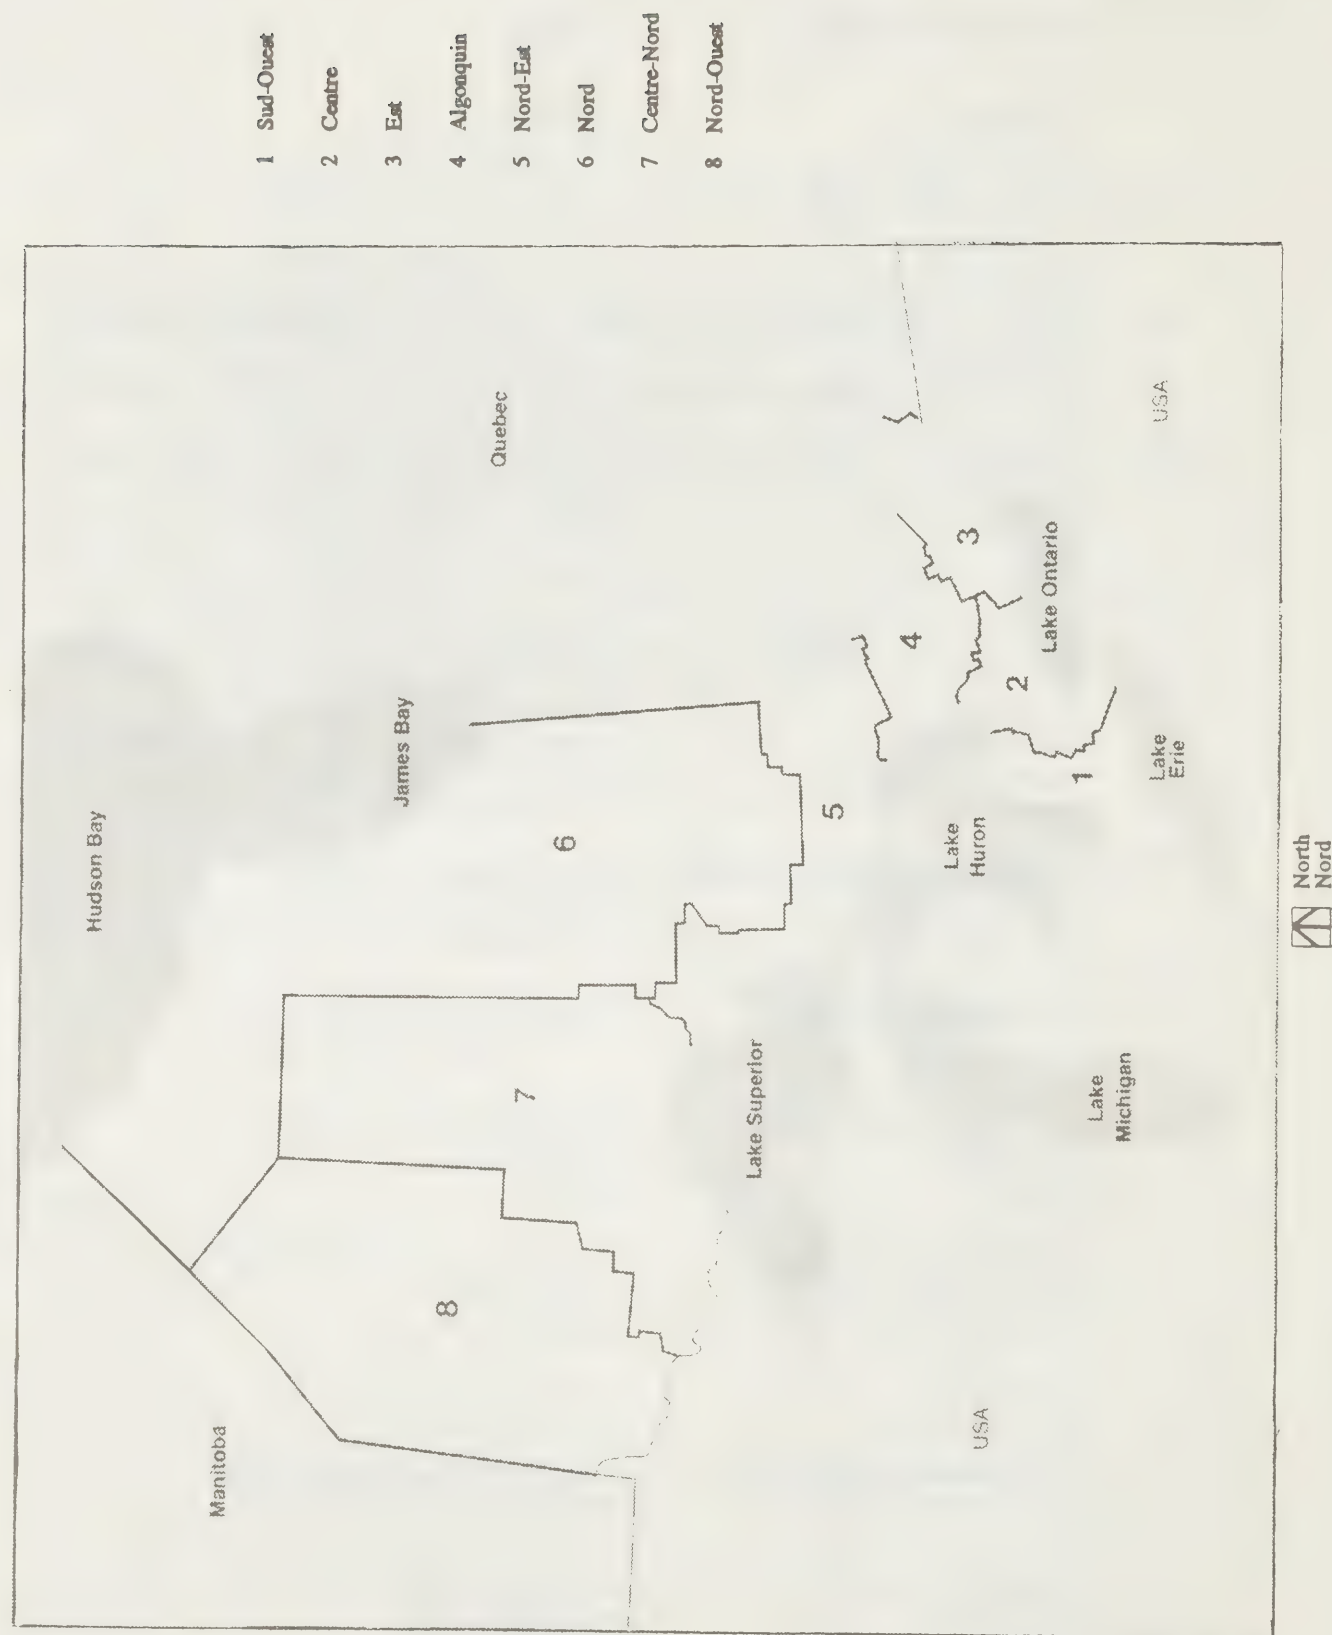 Hudson Bay
Manitoba
James Bay
Quebec
8
7
6
5
4
3
2
1
Lake Superior
Lake
Huron
Lake Ontario
Lake
Erie
Lake
Michigan
USA
USA
North
Nord
1 Sud-Ouest
2 Centre
3 Est
4 Algonquin
5 Nord-Est
6 Nord
7 Centre-Nord
8 Nord-Ouest